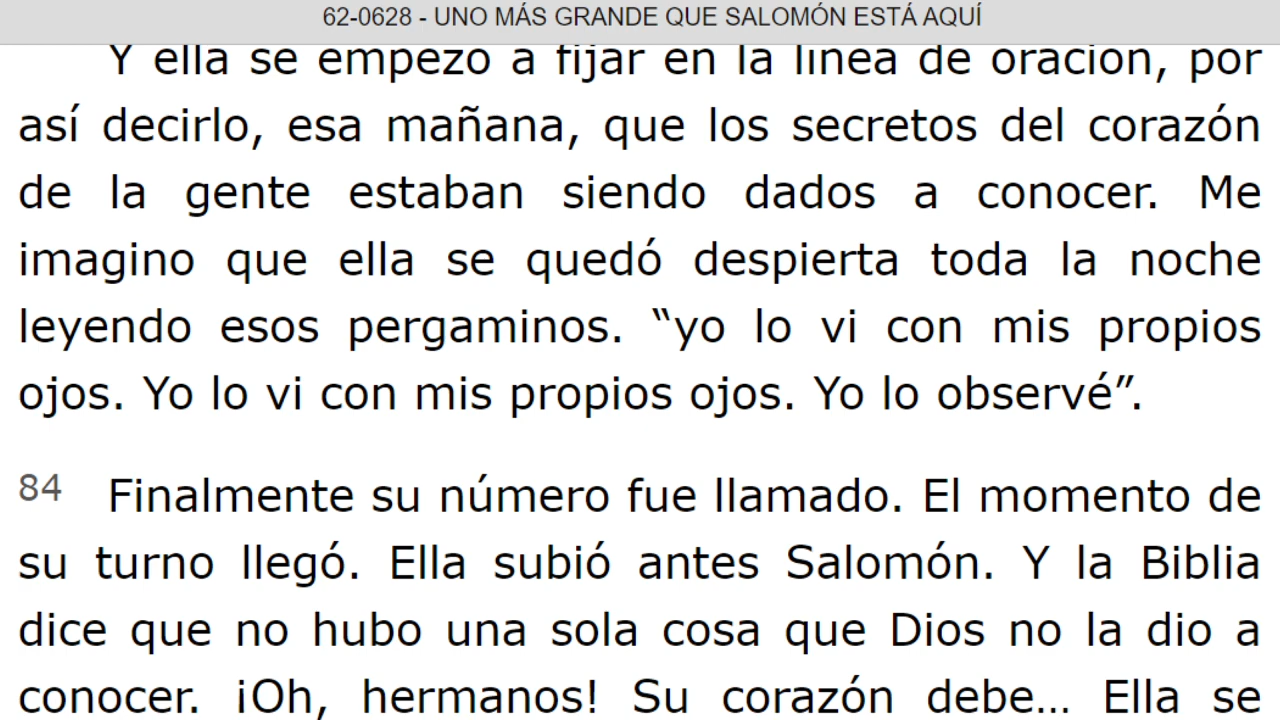 62-0628 - UNO MÁS GRANDE QUE SALOMÓN ESTÁ AQUÍ
Y ella se empezó a fijar en la línea de oración, por
así decirlo, esa mañana, que los secretos del corazón
de la gente estaban siendo dados a conocer. Me
imagino que ella se quedó despierta toda la noche
leyendo esos pergaminos. “yo lo vi con mis propios
ojos. Yo lo vi con mis propios ojos. Yo lo observé”.
84 Finalmente su número fue llamado. El momento de
su turno llegó. Ella subió antes Salomón. Y la Biblia
dice que no hubo una sola cosa que Dios no la dio a
conocer. ¡Oh, hermanos! Su corazón debe... Ella se